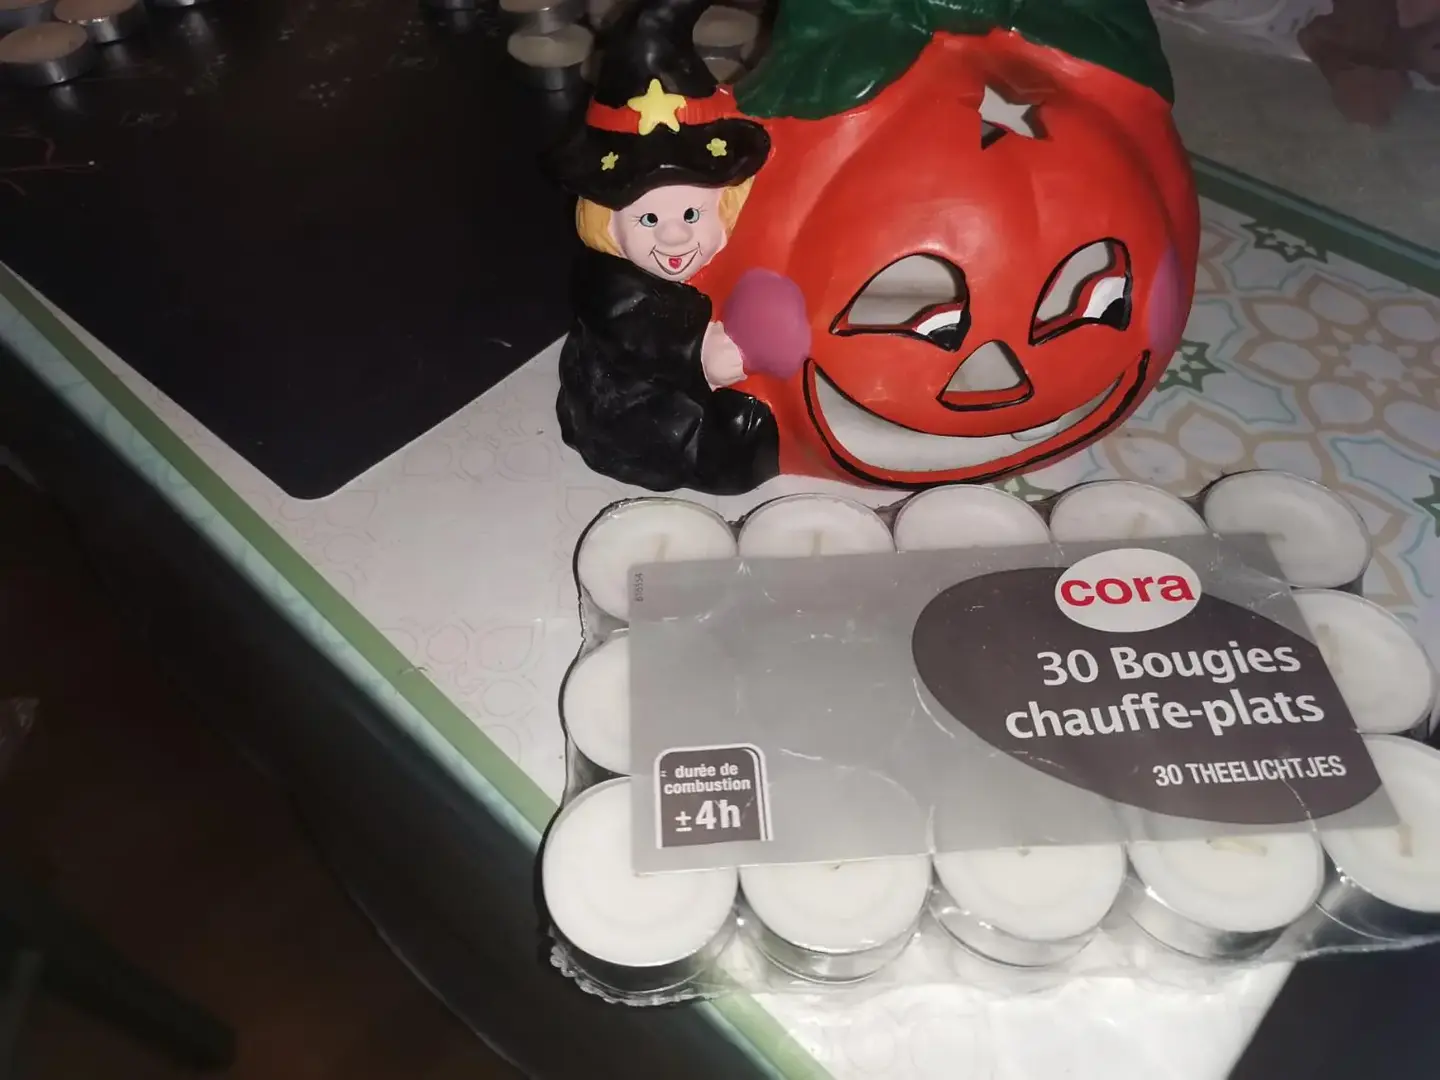 cora
30 Bougies
chauffe-plats
30 THEELICHTJES
durée de
combustion
± 4h